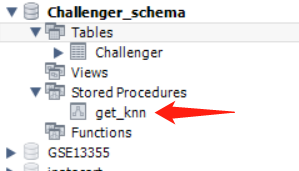 Challenger_schema
Tables
Challenger
Views
Stored Procedures
get_knn
Functions
GSE13355